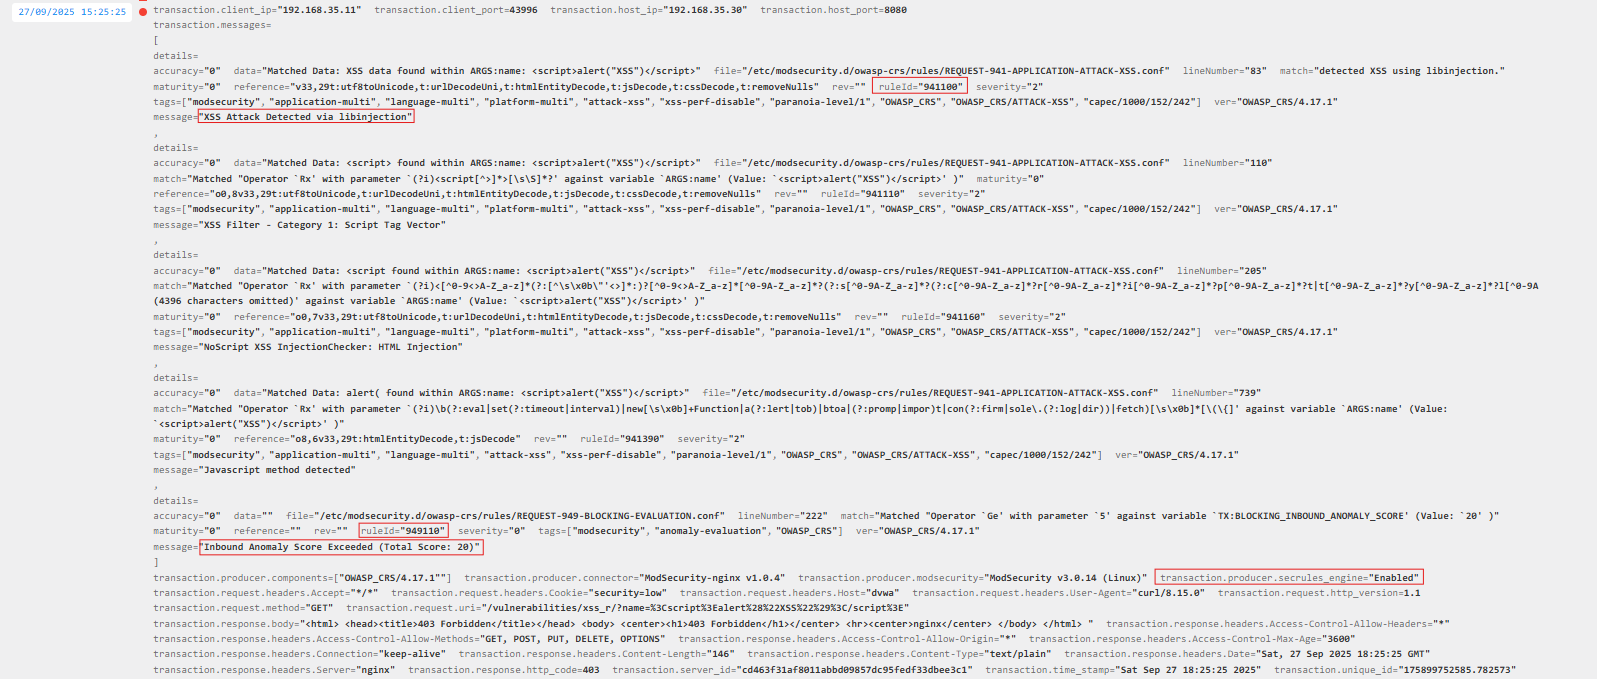 27/09/2025 15:25:25
transaction.client_ip="192.168.35.11" transaction.client_port=43996 transaction.host_ip="192.168.35.30" transaction.host_port=8080
transaction.messages=
[
details=
accuracy="0" data="Matched Data: XSS data found within ARGS:name: <script>alert("XSS")</script>" file="/etc/modsecurity.d/owasp-crs/rules/REQUEST-941-APPLICATION-ATTACK-XSS.conf" lineNumber="83" match="detected XSS using libinjection."
maturity="0" reference="v33,29t:utf8toUnicode,t:urlDecodeUni,t:htmlEntityDecode,t:jsDecode,t:cssDecode,t:removeNulls" rev="" ruleId="941100" severity="2"
tags=["modsecurity", "application-multi", "language-multi", "platform-multi", "attack-xss", "xss-perf-disable", "paranoia-level/1", "OWASP_CRS", "OWASP_CRS/ATTACK-XSS", "capec/1000/152/242"] ver="OWASP_CRS/4.17.1"
message="XSS Attack Detected via libinjection"
,
details=
accuracy="0" data="Matched Data: <script> found within ARGS:name: <script>alert("XSS")</script>" file="/etc/modsecurity.d/owasp-crs/rules/REQUEST-941-APPLICATION-ATTACK-XSS.conf" lineNumber="110"
match="Matched "Operator `Rx' with parameter `(?i)<script[^>]*>[\s\S]*?' against variable `ARGS:name' (Value: `<script>alert("XSS")</script>' )" maturity="0"
reference="o0,8v33,29t:utf8toUnicode,t:urlDecodeUni,t:htmlEntityDecode,t:jsDecode,t:cssDecode,t:removeNulls" rev="" ruleId="941110" severity="2"
tags=["modsecurity", "application-multi", "language-multi", "platform-multi", "attack-xss", "xss-perf-disable", "paranoia-level/1", "OWASP_CRS", "OWASP_CRS/ATTACK-XSS", "capec/1000/152/242"] ver="OWASP_CRS/4.17.1"
message="XSS Filter - Category 1: Script Tag Vector"
,
details=
accuracy="0" data="Matched Data: <script found within ARGS:name: <script>alert("XSS")</script>" file="/etc/modsecurity.d/owasp-crs/rules/REQUEST-941-APPLICATION-ATTACK-XSS.conf" lineNumber="205"
match="Matched "Operator `Rx' with parameter `(?i)<[^0-9<>A-Z_a-z]*(?:[^\s\x0b\"'<>]*:)?[^0-9<>A-Z_a-z]*[^0-9A-Z_a-z]*?(?:s[^0-9A-Z_a-z]*?(?:c[^0-9A-Z_a-z]*?r[^0-9A-Z_a-z]*?i[^0-9A-Z_a-z]*?p[^0-9A-Z_a-z]*?t|t[^0-9A-Z_a-z]*?y[^0-9A-Z_a-z]*?l[^0-9A
(4396 characters omitted)' against variable `ARGS:name' (Value: `<script>alert("XSS")</script>' )"
maturity="0" reference="o0,7v33,29t:utf8toUnicode,t:urlDecodeUni,t:htmlEntityDecode,t:jsDecode,t:cssDecode,t:removeNulls" rev="" ruleId="941160" severity="2"
tags=["modsecurity", "application-multi", "language-multi", "platform-multi", "attack-xss", "xss-perf-disable", "paranoia-level/1", "OWASP_CRS", "OWASP_CRS/ATTACK-XSS", "capec/1000/152/242"] ver="OWASP_CRS/4.17.1"
message="NoScript XSS InjectionChecker: HTML Injection"
,
details=
accuracy="0" data="Matched Data: alert( found within ARGS:name: <script>alert("XSS")</script>" file="/etc/modsecurity.d/owasp-crs/rules/REQUEST-941-APPLICATION-ATTACK-XSS.conf" lineNumber="739"
match="Matched "Operator `Rx' with parameter `(?i)\b(?:eval|set(?:timeout|interval)|new[\s\x0b]+Function|a(?:lert|tob)|btoa|(?:promp|impor)t|con(?:firm|sole\.(?:log|dir))|fetch)[\s\x0b]*[\(\{]' against variable `ARGS:name' (Value:
`<script>alert("XSS")</script>' )"
maturity="0" reference="o8,6v33,29t:htmlEntityDecode,t:jsDecode" rev="" ruleId="941390" severity="2"
tags=["modsecurity", "application-multi", "language-multi", "attack-xss", "xss-perf-disable", "paranoia-level/1", "OWASP_CRS", "OWASP_CRS/ATTACK-XSS", "capec/1000/152/242"] ver="OWASP_CRS/4.17.1"
message="Javascript method detected"
,
details=
accuracy="0" data="" file="/etc/modsecurity.d/owasp-crs/rules/REQUEST-949-BLOCKING-EVALUATION.conf" lineNumber="222" match="Matched "Operator `Ge' with parameter `5' against variable `TX:BLOCKING_INBOUND_ANOMALY_SCORE' (Value: `20' )"
maturity="0" reference="" rev="" ruleId="949110" severity="0" tags=["modsecurity", "anomaly-evaluation", "OWASP_CRS"] ver="OWASP_CRS/4.17.1"
message="Inbound Anomaly Score Exceeded (Total Score: 20)"
]
transaction.producer.components=["OWASP_CRS/4.17.1""] transaction.producer.connector="ModSecurity-nginx v1.0.4" transaction.producer.modsecurity="ModSecurity v3.0.14 (Linux)" transaction.producer.secrules_engine="Enabled"
transaction.request.headers.Accept="*/*" transaction.request.headers.Cookie="security=low" transaction.request.headers.Host="dvwa" transaction.request.headers.User-Agent="curl/8.15.0" transaction.request.http_version=1.1
transaction.request.method="GET" transaction.request.uri="/vulnerabilities/xss_r/?name=%3Cscript%3Ealert%28%22XSS%22%29%3C/script%3E"
transaction.response.body="<html> <head><title>403 Forbidden</title></head> <body> <center><h1>403 Forbidden</h1></center> <hr><center>nginx</center> </body> </html> " transaction.response.headers.Access-Control-Allow-Headers="*"
transaction.response.headers.Access-Control-Allow-Methods="GET, POST, PUT, DELETE, OPTIONS" transaction.response.headers.Access-Control-Allow-Origin="*" transaction.response.headers.Access-Control-Max-Age="3600"
transaction.response.headers.Connection="keep-alive" transaction.response.headers.Content-Length="146" transaction.response.headers.Content-Type="text/plain" transaction.response.headers.Date="Sat, 27 Sep 2025 18:25:25 GMT"
transaction.response.headers.Server="nginx" transaction.response.http_code=403 transaction.server_id="cd463f31af8011abbd09857dc95fedf33dbee3c1" transaction.time_stamp="Sat Sep 27 18:25:25 2025" transaction.unique_id="175899752585.782573"